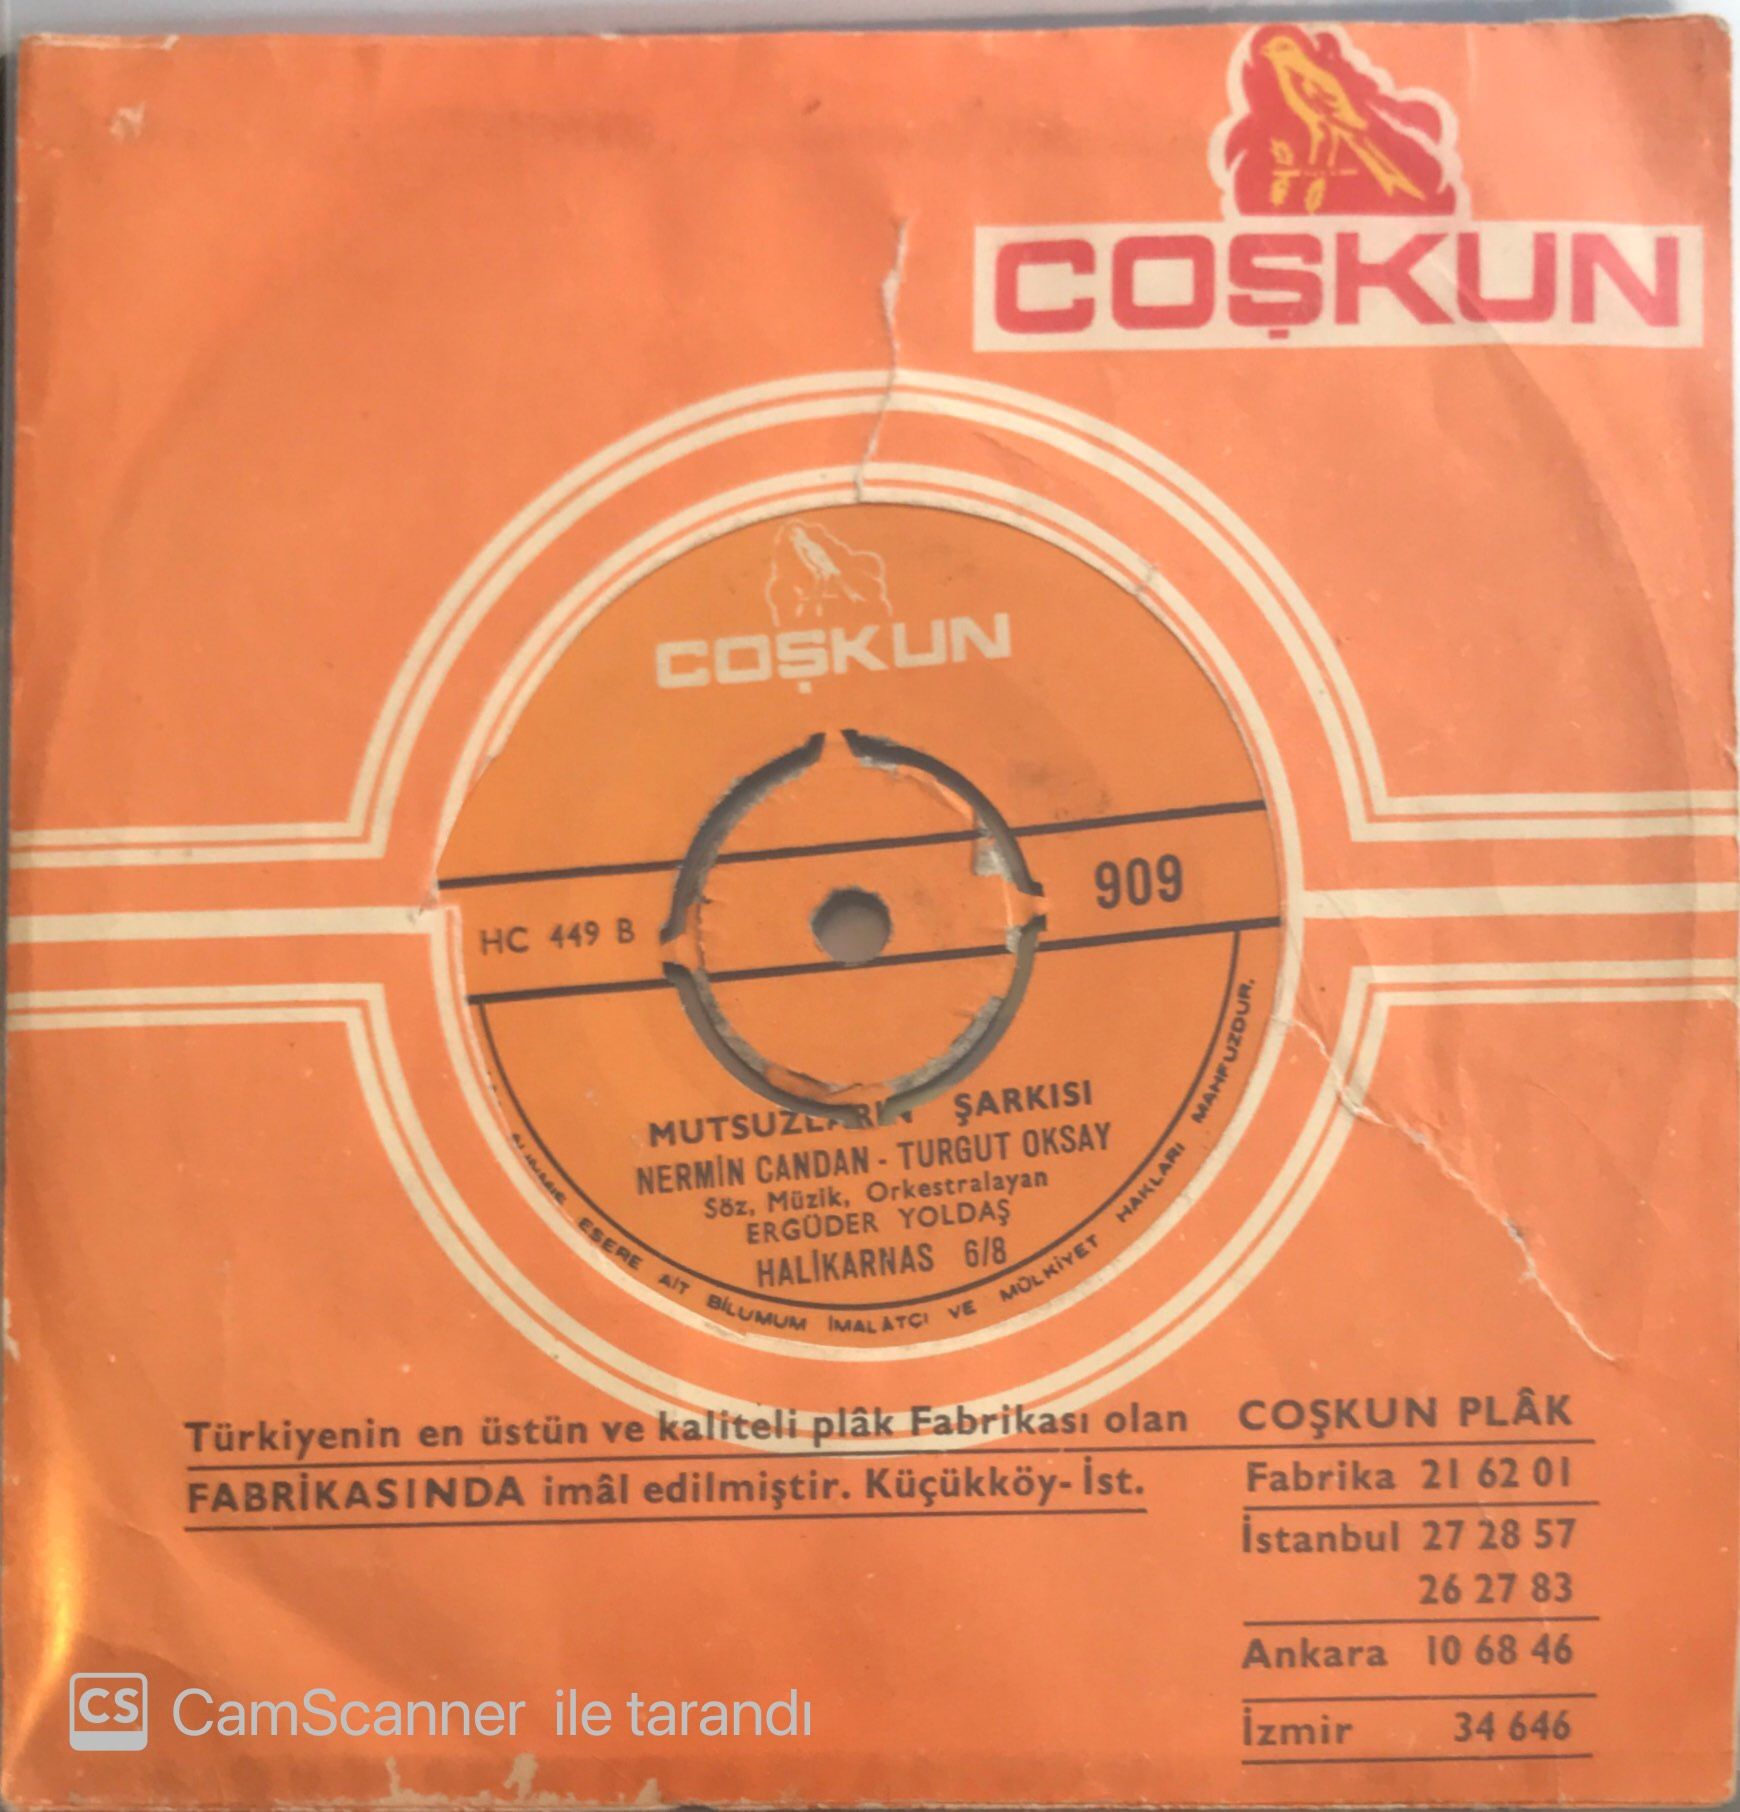 COŞKUN
COŞKUN
HC 449 B
909
MUTSUZLARIN ŞARKISI
NERMİN CANDAN - TURGUT OKSAY
Söz, Müzik, Orkestralayan
ERGÜDER YOLDAŞ
HALİKARNAS 6/8
ESERE AİT BİLUMUM İMALATÇI VE MÜLKİYET HAKLARI MAHFUZDUR.
Türkiyenin en üstün ve kaliteli plâk Fabrikası olan COŞKUN PLÂK
FABRİKASINDA imâl edilmiştir. Küçükköy- İst.
Fabrika 21 62 01
İstanbul 27 28 57
26 27 83
Ankara 10 68 46
İzmir 34 646
CS CamScanner ile tarandı